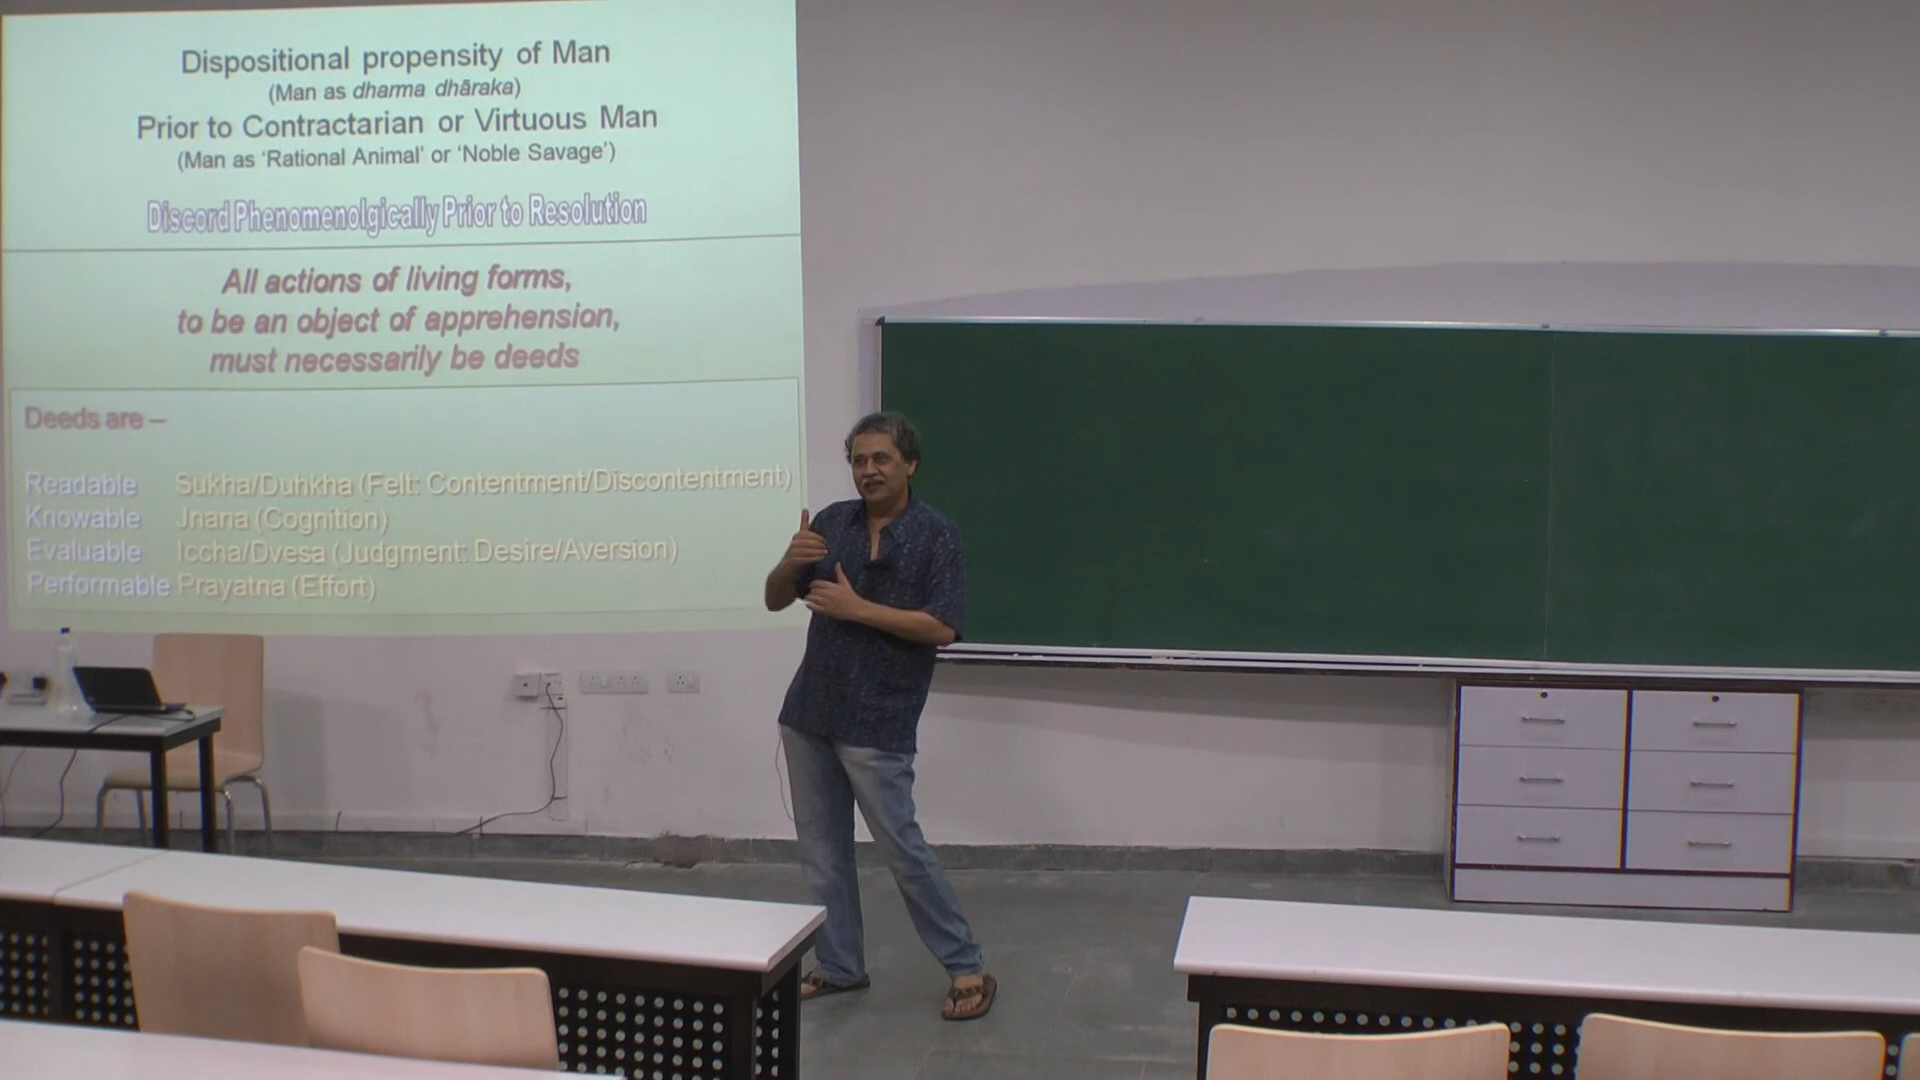 Dispositional propensity of Man
(Man as dharma dhāraka)
Prior to Contractarian or Virtuous Man
(Man as ‘Rational Animal’ or ‘Noble Savage’)
Discord Phenomenolgically Prior to Resolution
All actions of living forms,
to be an object of apprehension,
must necessarily be deeds
Deeds are –
Readable Sukha/Duhkha (Felt: Contentment/Discontentment)
Knowable Jnana (Cognition)
Evaluable Iccha/Dvesa (Judgment: Desire/Aversion)
Performable Prayatna (Effort)